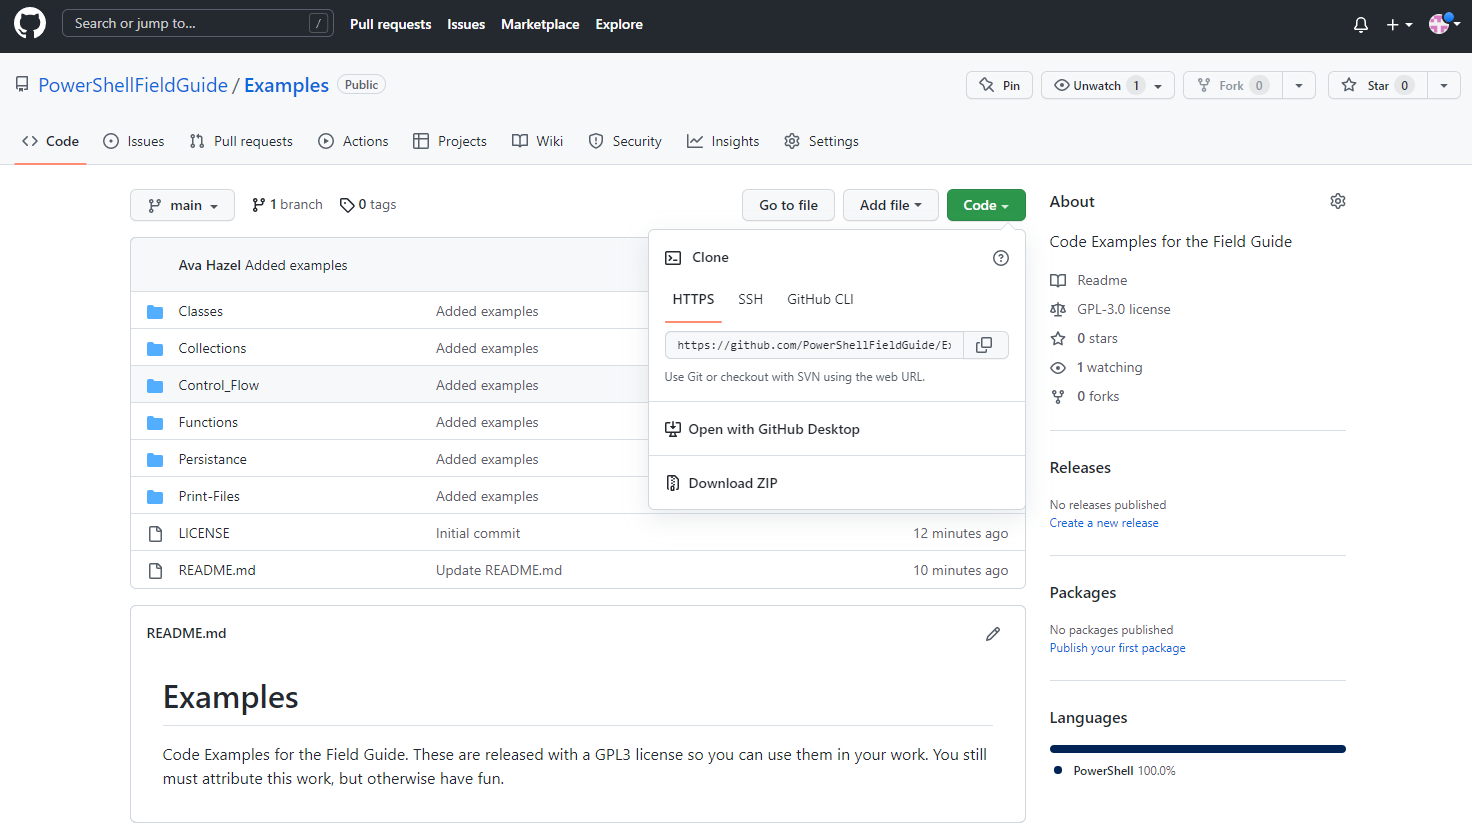 Search or jump to... /
Pull requests Issues Marketplace Explore
PowerShellFieldGuide / Examples Public
Pin Unwatch 1 Fork 0 Star 0
Code Issues Pull requests Actions Projects Wiki Security Insights Settings
main 1 branch 0 tags
Go to file Add file Code
Ava Hazel Added examples
Classes Added examples
Collections Added examples
Control_Flow Added examples
Functions Added examples
Persistance Added examples
Print-Files Added examples
LICENSE Initial commit 12 minutes ago
README.md Update README.md 10 minutes ago
Clone
HTTPS SSH GitHub CLI
https://github.com/PowerShellFieldGuide/Ex
Use Git or checkout with SVN using the web URL.
Open with GitHub Desktop
Download ZIP
README.md
Examples
Code Examples for the Field Guide. These are released with a GPL3 license so you can use them in your work. You still
must attribute this work, but otherwise have fun.
About
Code Examples for the Field Guide
Readme
GPL-3.0 license
0 stars
1 watching
0 forks
Releases
No releases published
Create a new release
Packages
No packages published
Publish your first package
Languages
PowerShell 100.0%